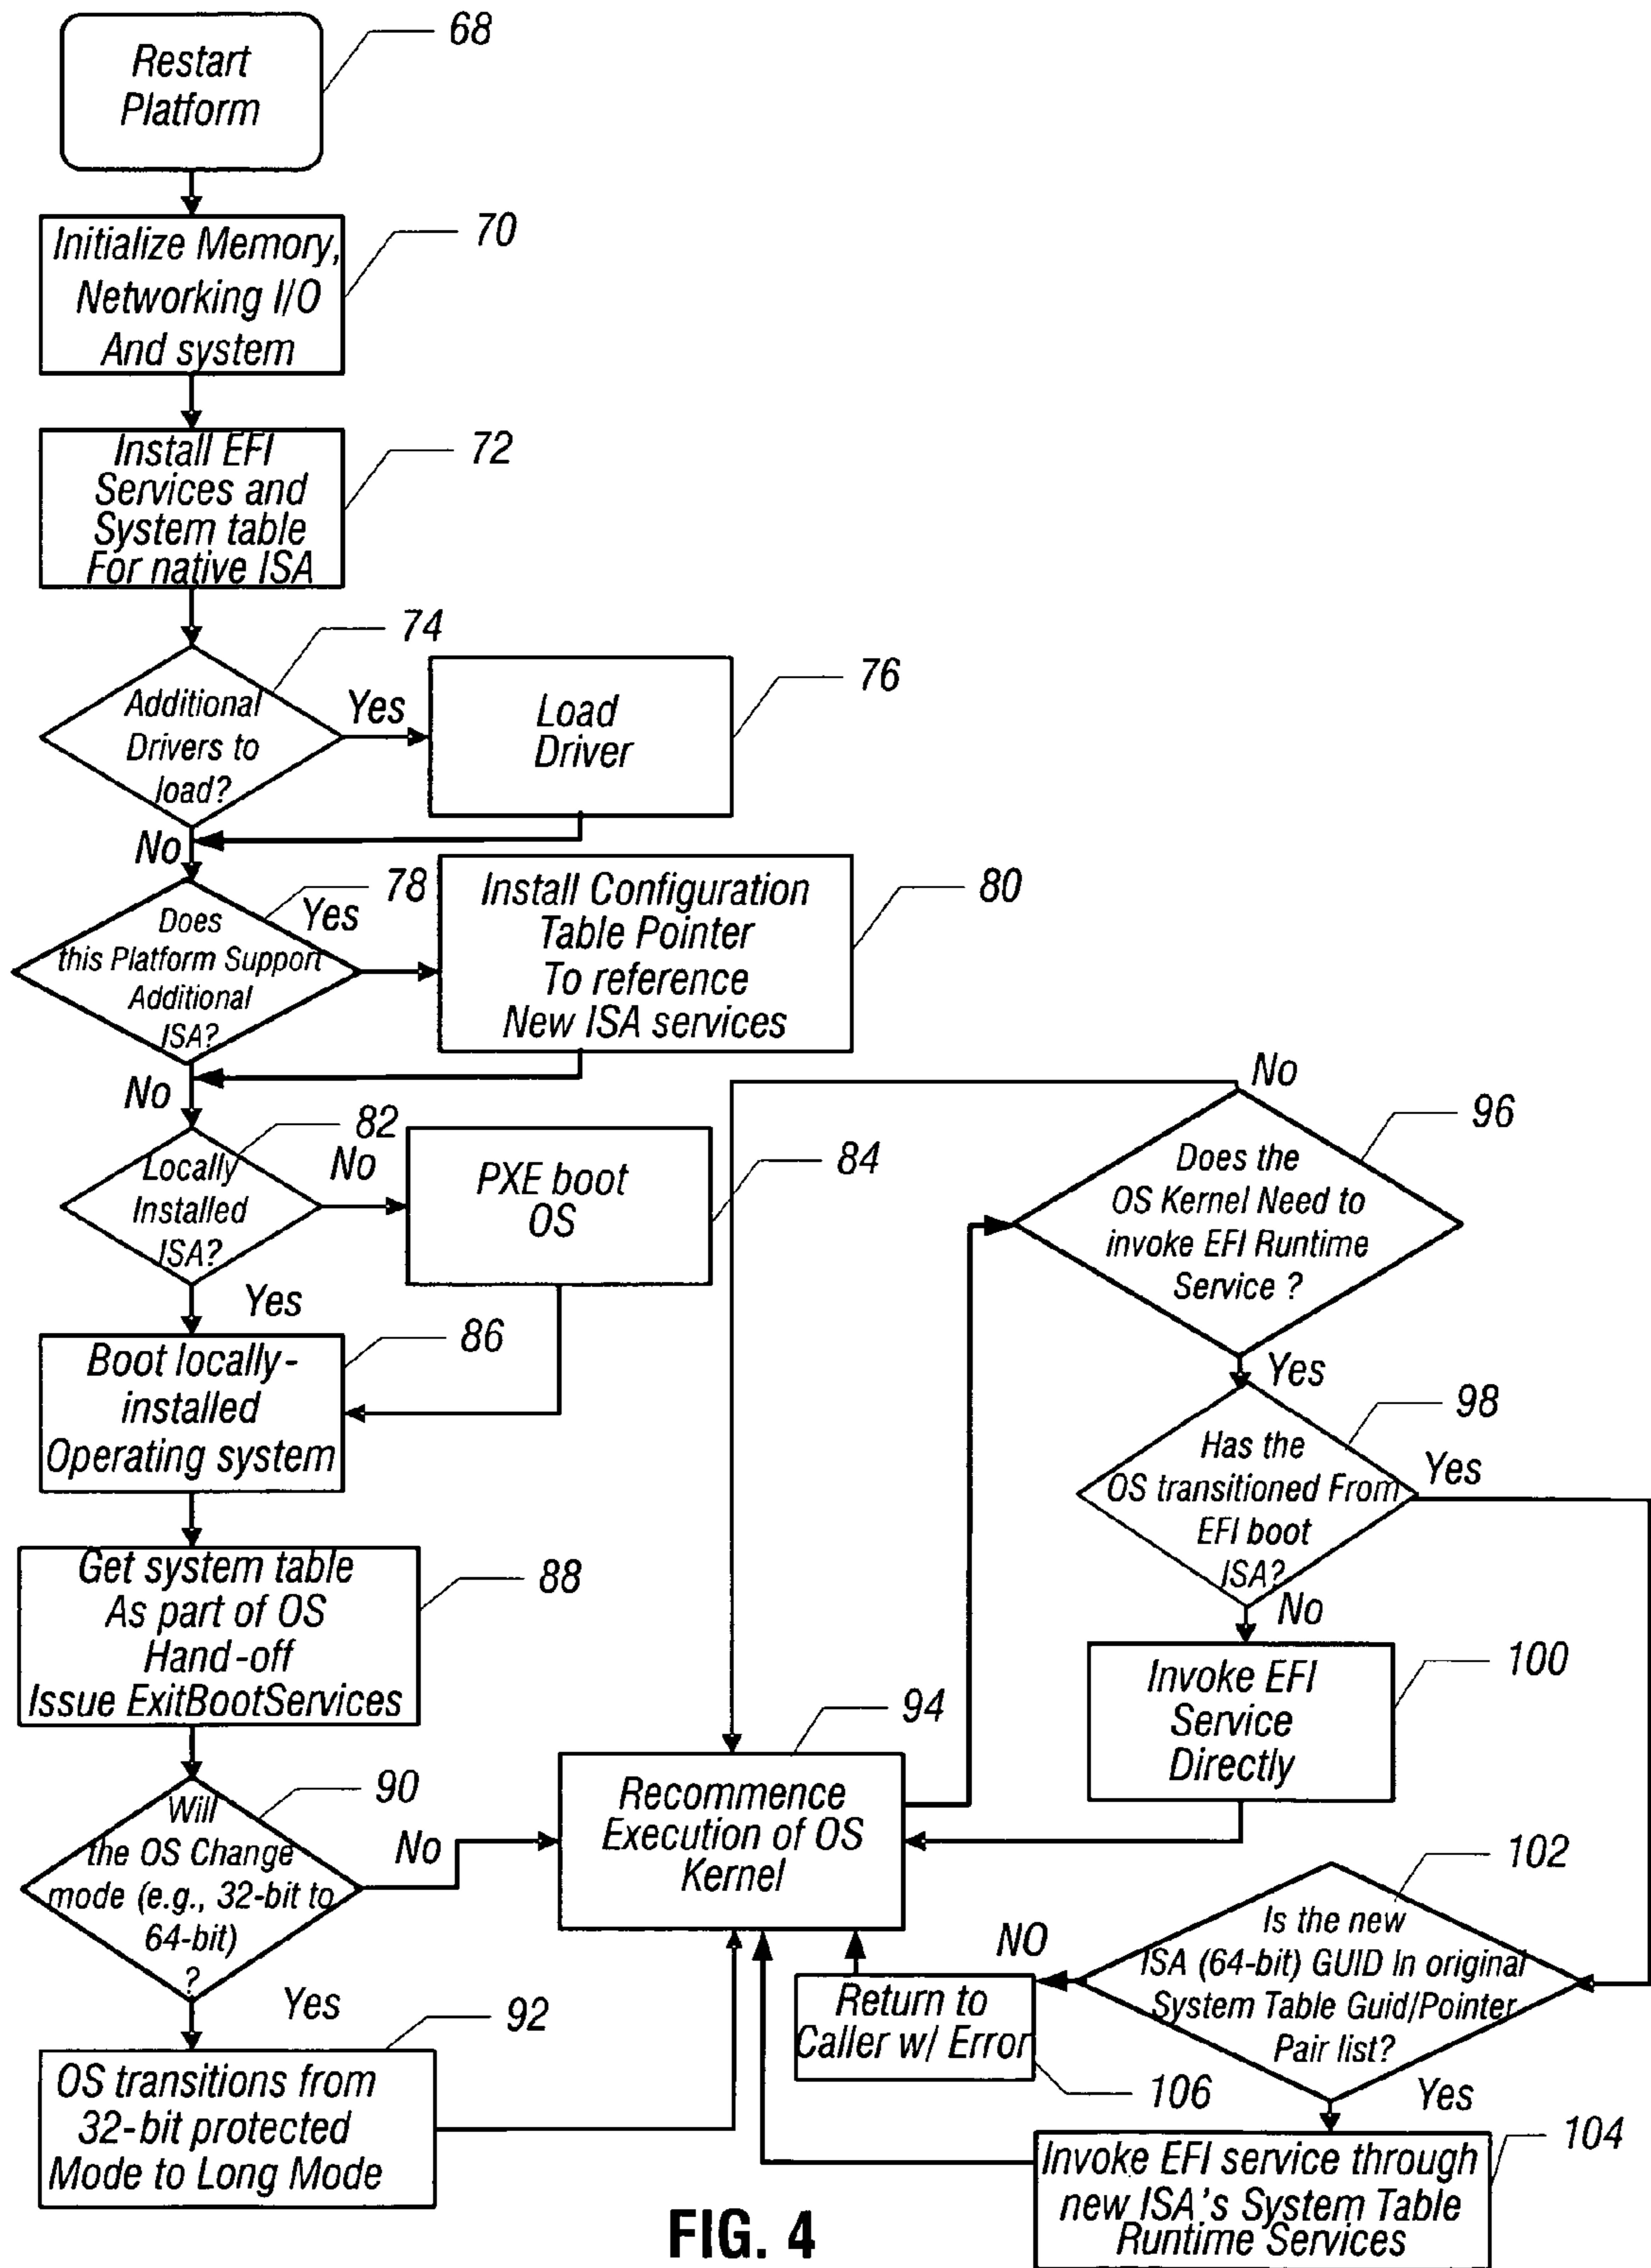 Restart
Platform
68
Initialize Memory,
Networking I/O
And system
70
Install EFI
Services and
System table
For native ISA
72
Additional
Drivers to
load?
74
Yes
Load
Driver
76
No
Does
this Platform Support
Additional
ISA?
78
Yes
Install Configuration
Table Pointer
To reference
New ISA services
80
No
Locally
Installed
ISA?
82
No
PXE boot
OS
84
Yes
Boot locally-
installed
Operating system
86
Get system table
As part of OS
Hand-off
Issue ExitBootServices
88
Will
the OS Change
mode (e.g., 32-bit to
64-bit)
?
90
No
Yes
OS transitions from
32-bit protected
Mode to Long Mode
92
Recommence
Execution of OS
Kernel
94
No
Does the
OS Kernel Need to
invoke EFI Runtime
Service ?
96
Yes
Has the
OS transitioned From
EFI boot
ISA?
98
Yes
No
Invoke EFI
Service
Directly
100
Is the new
ISA (64-bit) GUID In original
System Table Guid/Pointer
Pair list?
102
NO
Return to
Caller w/ Error
106
Yes
Invoke EFI service through
new ISA's System Table
Runtime Services
104
FIG. 4